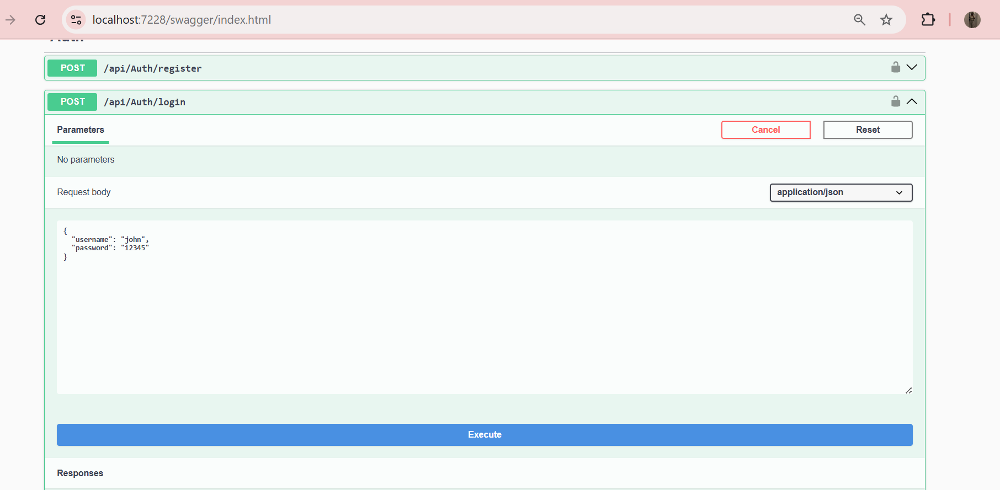 localhost:7228/swagger/index.html
Auth
POST /api/Auth/register
POST /api/Auth/login
Parameters Cancel Reset
No parameters
Request body application/json
{
  "username": "john",
  "password": "12345"
}
Execute
Responses